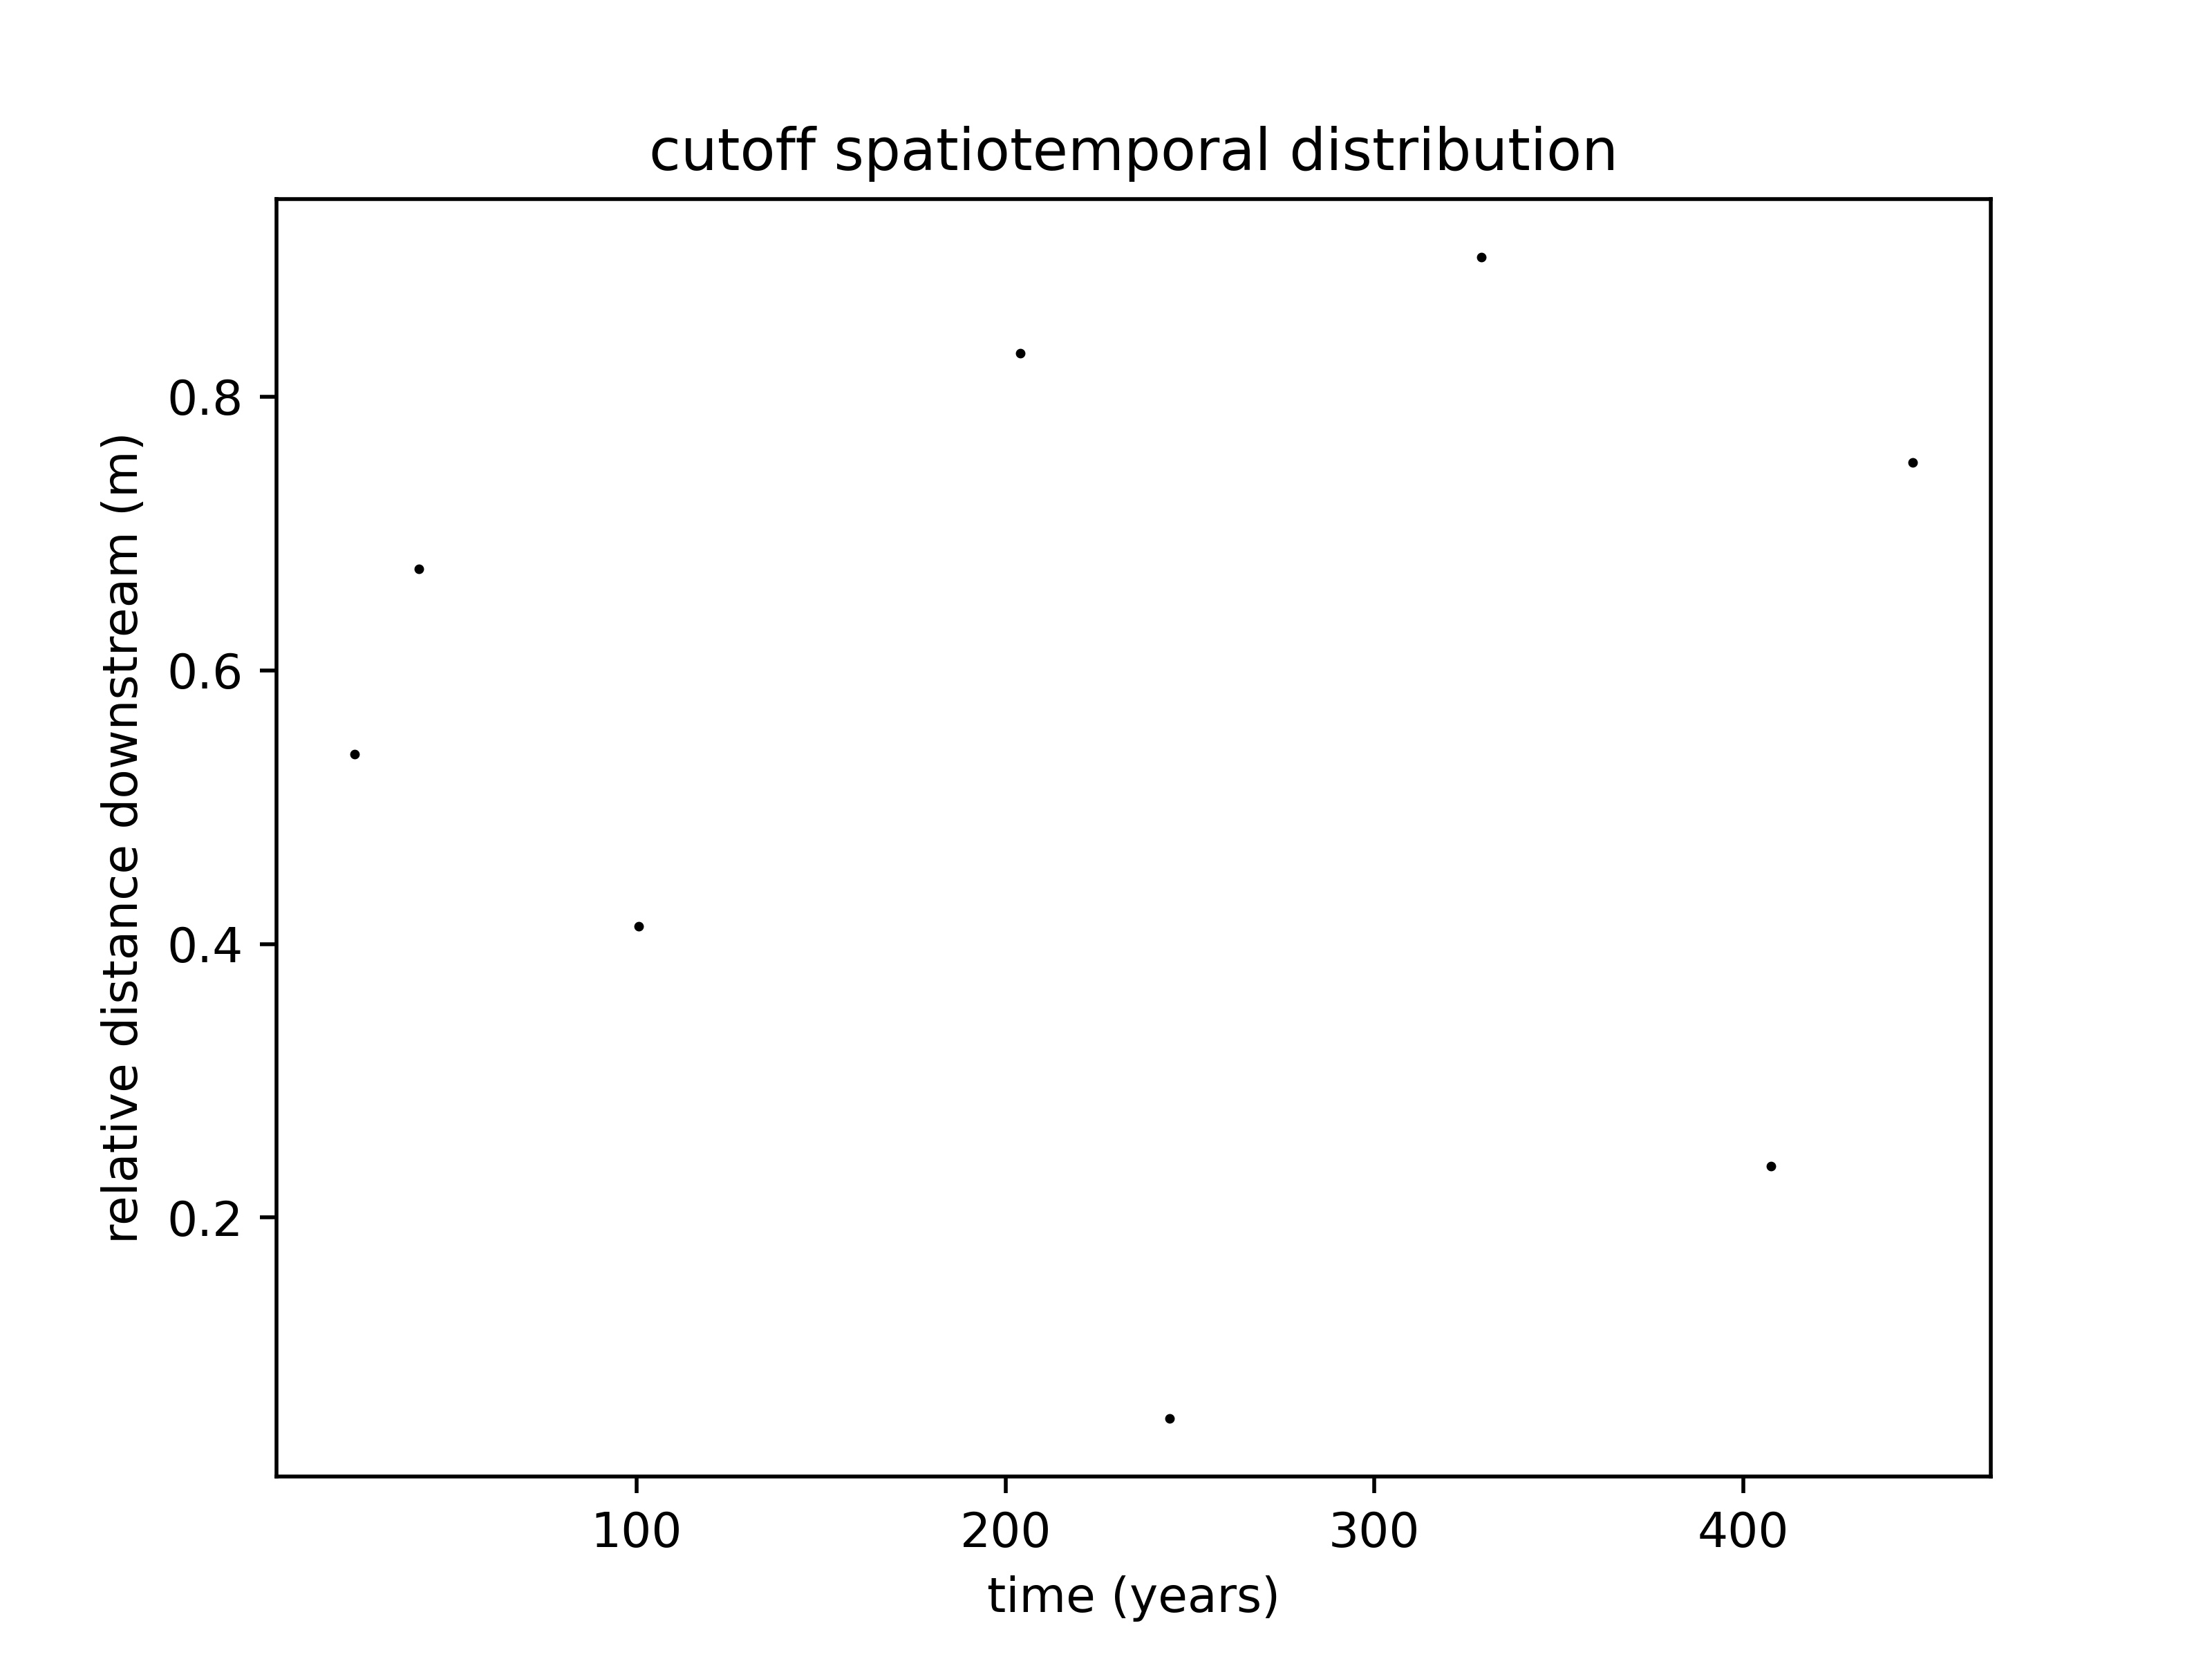 cutoff spatiotemporal distribution
relative distance downstream (m)
0.8
0.6
0.4
0.2
100 200 300 400
time (years)